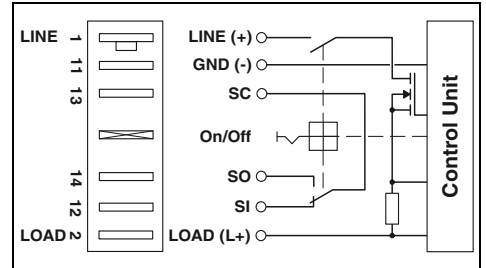 LINE 1 LINE (+)
11 GND (-)
13 SC
On/Off
14 SO
12 SI
LOAD 2 LOAD (L+)
Control Unit